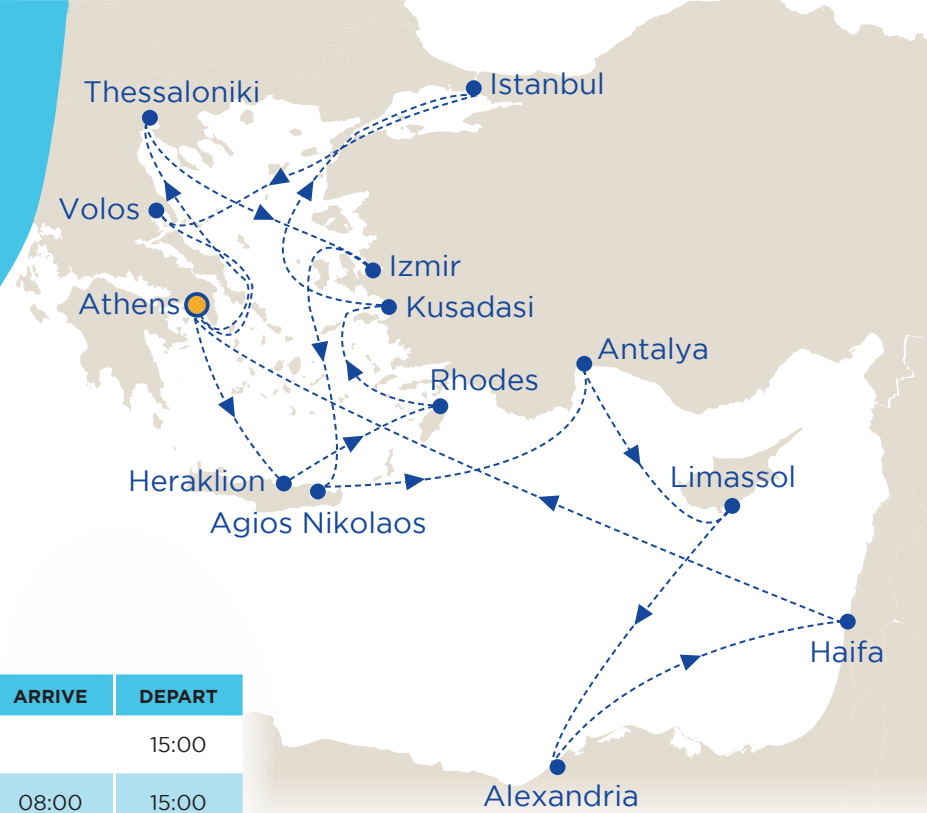 Istanbul
Thessaloniki
Volos
Izmir
Athens
Kusadasi
Antalya
Rhodes
Heraklion
Limassol
Agios Nikolaos
Haifa
ARRIVE DEPART
15:00
08:00 15:00
Alexandria